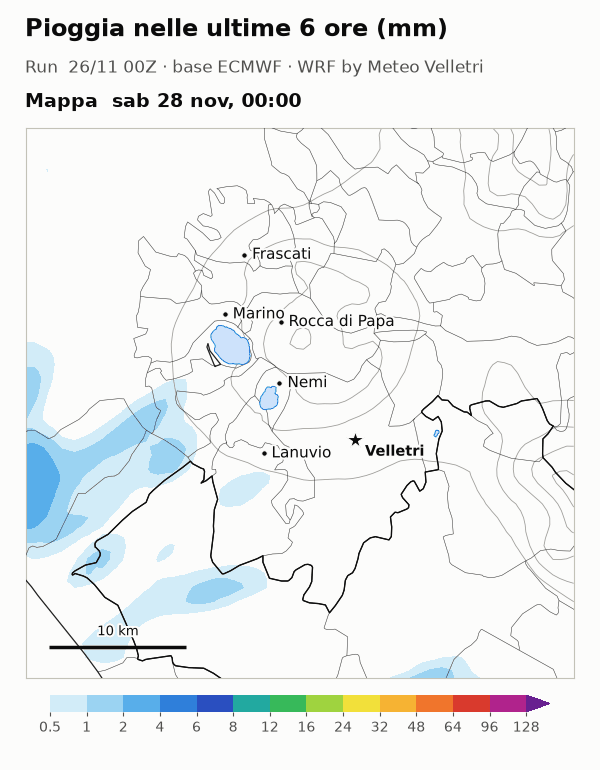 Pioggia nelle ultime 6 ore (mm)
Run  26/11 00Z · base ECMWF · WRF by Meteo Velletri
Mappa  sab 28 nov, 00:00
Frascati
Marino
Rocca di Papa
Nemi
Velletri
Lanuvio
10 km
0.5 1 2 4 6 8 12 16 24 32 48 64 96 128